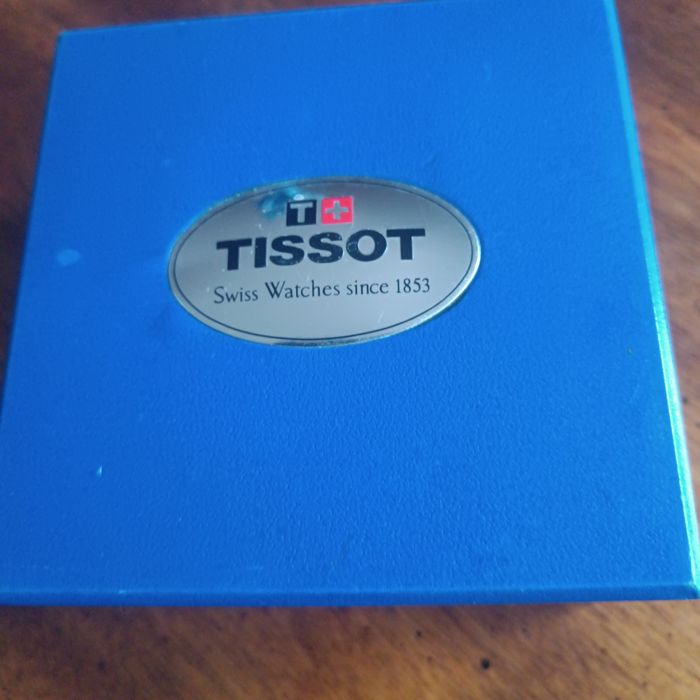 T+
TISSOT
Swiss Watches since 1853